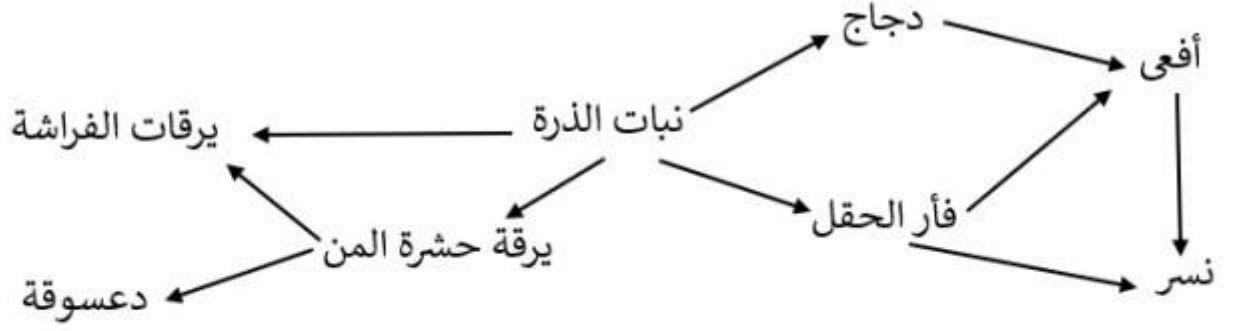 دجاج
أفعى
نبات الذرة
يرقات الفراشة
فأر الحقل
يرقة حشرة المن
نسر
دعسوقة